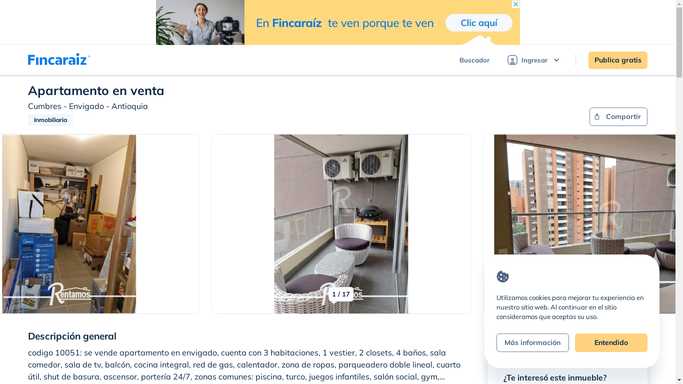 En Fincaraíz te ven porque te ven
Clic aquí
Fincaraiz
Buscador
Ingresar
Publica gratis
Apartamento en venta
Cumbres - Envigado - Antioquia
Inmobiliaria
Compartir
Rentamos
R
Rentamos
1 / 17
Descripción general
codigo 10051: se vende apartamento en envigado, cuenta con 3 habitaciones, 1 vestier, 2 closets, 4 baños, sala
comedor, sala de tv, balcón, cocina integral, red de gas, calentador, zona de ropas, parqueadero doble lineal, cuarto
útil, shut de basura, ascensor, portería 24/7, zonas comunes: piscina, turco, juegos infantiles, salón social, gym,...
Utilizamos cookies para mejorar tu experiencia en
nuestro sitio web. Al continuar en el sitio
consideramos que aceptas su uso.
Más información
Entendido
¿Te interesó este inmueble?